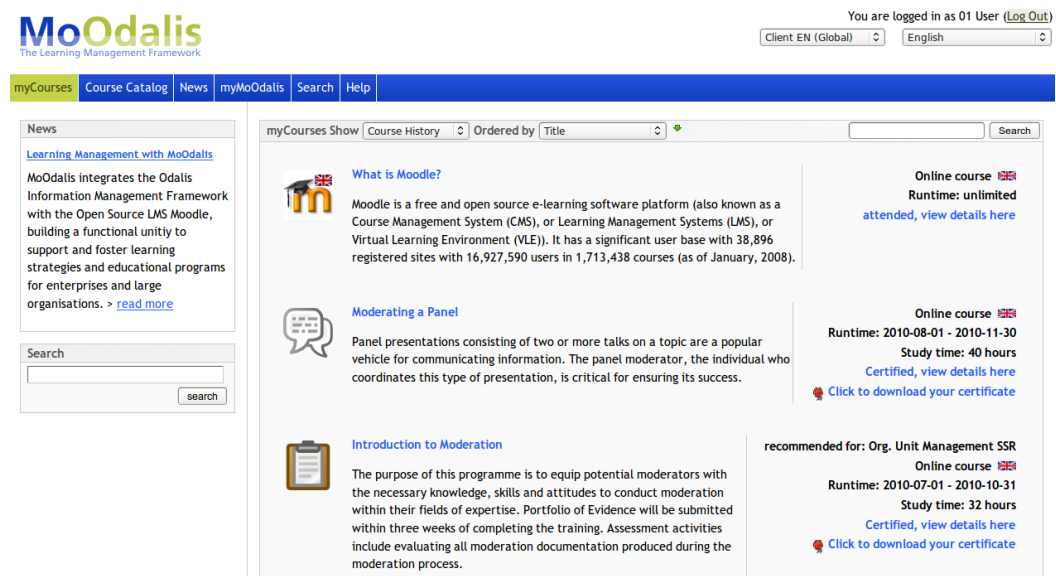 MoOdalis
The Learning Management Framework
You are logged in as 01 User (Log Out)
Client EN (Global)
English
myCourses
Course Catalog
News
myMoOdalis
Search
Help
News
Learning Management with MoOdalis
MoOdalis integrates the Odalis
Information Management Framework
with the Open Source LMS Moodle,
building a functional unitiy to
support and foster learning
strategies and educational programs
for enterprises and large
organisations. > read more
Search
search
myCourses Show
Course History
Ordered by
Title
Search
m
What is Moodle?
Moodle is a free and open source e-learning software platform (also known as a
Course Management System (CMS), or Learning Management Systems (LMS), or
Virtual Learning Environment (VLE)). It has a significant user base with 38,896
registered sites with 16,927,590 users in 1,713,438 courses (as of January, 2008).
Online course
Runtime: unlimited
attended, view details here
Moderating a Panel
Panel presentations consisting of two or more talks on a topic are a popular
vehicle for communicating information. The panel moderator, the individual who
coordinates this type of presentation, is critical for ensuring its success.
Online course
Runtime: 2010-08-01 - 2010-11-30
Study time: 40 hours
Certified, view details here
Click to download your certificate
Introduction to Moderation
The purpose of this programme is to equip potential moderators with
the necessary knowledge, skills and attitudes to conduct moderation
within their fields of expertise. Portfolio of Evidence will be submitted
within three weeks of completing the training. Assessment activities
include evaluating all moderation documentation produced during the
moderation process.
recommended for: Org. Unit Management SSR
Online course
Runtime: 2010-07-01 - 2010-10-31
Study time: 32 hours
Certified, view details here
Click to download your certificate